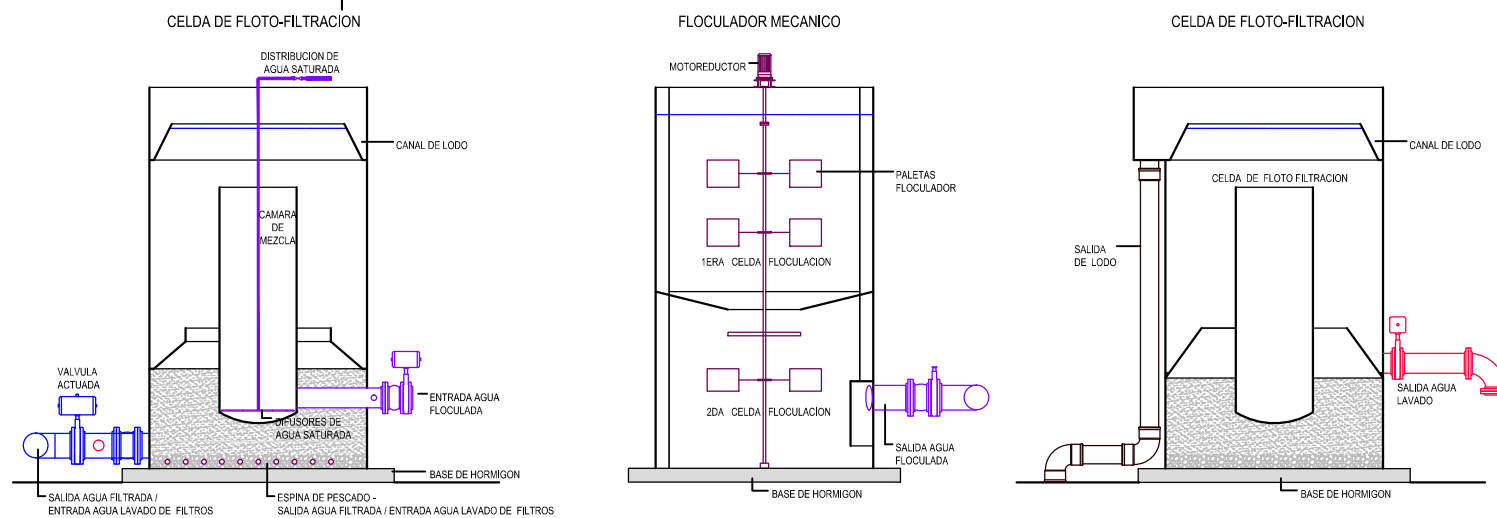 CELDA DE FLOTO-FILTRACION
DISTRIBUCION DE
AGUA SATURADA
CANAL DE LODO
CAMARA
DE
MEZCLA
VALVULA
ACTUADA
ENTRADA AGUA
FLOCULADA
DIFUSORES DE
AGUA SATURADA
BASE DE HORMIGON
SALIDA AGUA FILTRADA /
ENTRADA AGUA LAVADO DE FILTROS
ESPINA DE PESCADO -
SALIDA AGUA FILTRADA / ENTRADA AGUA LAVADO DE FILTROS
FLOCULADOR MECANICO
MOTOREDUCTOR
PALETAS
FLOCULADOR
1ERA CELDA FLOCULACION
2DA CELDA FLOCULACION
SALIDA AGUA
FLOCULADA
BASE DE HORMIGON
CELDA DE FLOTO-FILTRACION
CANAL DE LODO
CELDA DE FLOTO FILTRACION
SALIDA
DE LODO
SALIDA AGUA
LAVADO
BASE DE HORMIGON